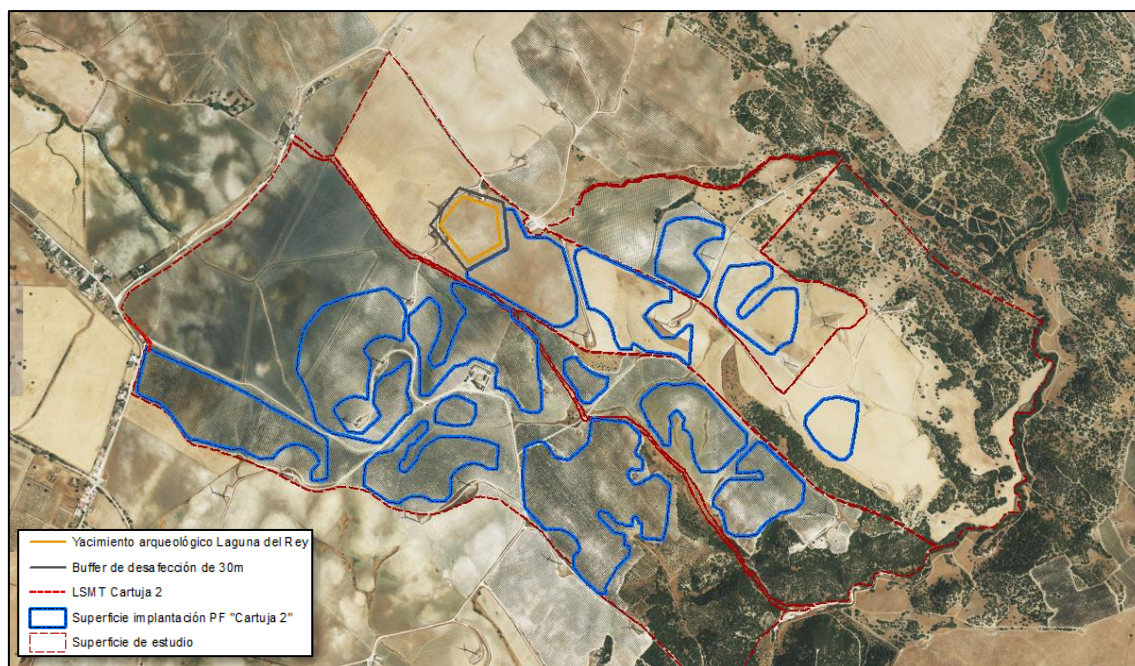 Yacimiento arqueológico Laguna del Rey
Buffer de desafección de 30m
LSMT Cartuja 2
Superficie implantación PF "Cartuja 2"
Superficie de estudio